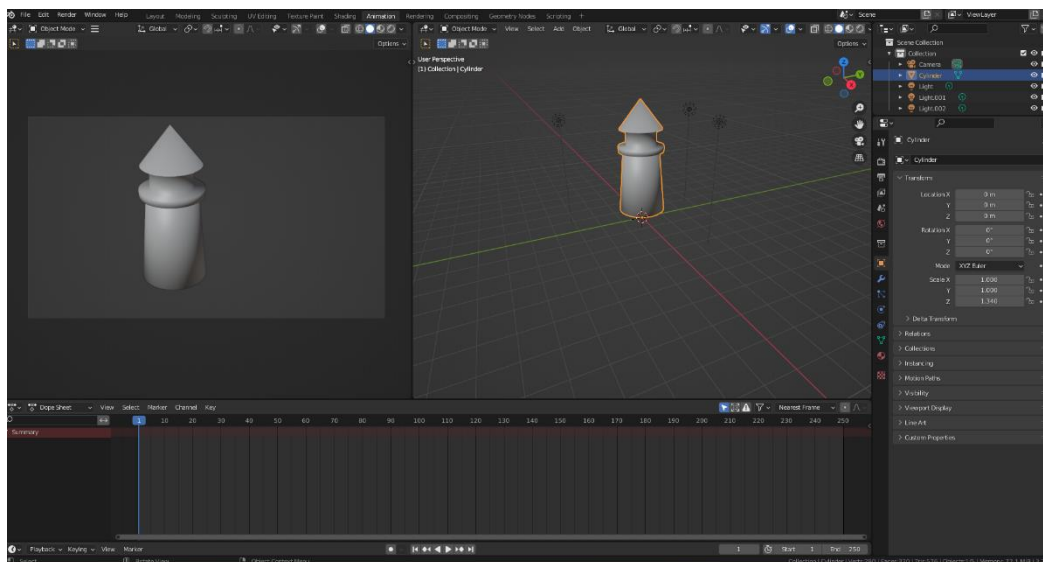 File Edit Render Window Help Layout Modeling Sculpting UV Editing Texture Paint Shading Animation Rendering Compositing Geometry Nodes Scripting + Scene ViewLayer
Object Mode Global Object Mode View Select Add Object Global
Options Options
User Perspective
(1) Collection | Cylinder
Scene Collection
Collection
Camera
Cylinder
Light
Light.001
Light.002
Cylinder
Cylinder
Transform
Location X 0 m
Y 0 m
Z 0 m
Rotation X 0°
Y 0°
Z 0°
Mode XYZ Euler
Scale X 1.000
Y 1.000
Z 1.340
Delta Transform
Relations
Collections
Instancing
Motion Paths
Visibility
Viewport Display
Line Art
Custom Properties
Dope Sheet View Select Marker Channel Key Nearest Frame
1 10 20 30 40 50 60 70 80 90 100 110 120 130 140 150 160 170 180 190 200 210 220 230 240 250
Summary
Playback Keying View Marker 1 Start 1 End 250
Select Rotate View Object Context Menu